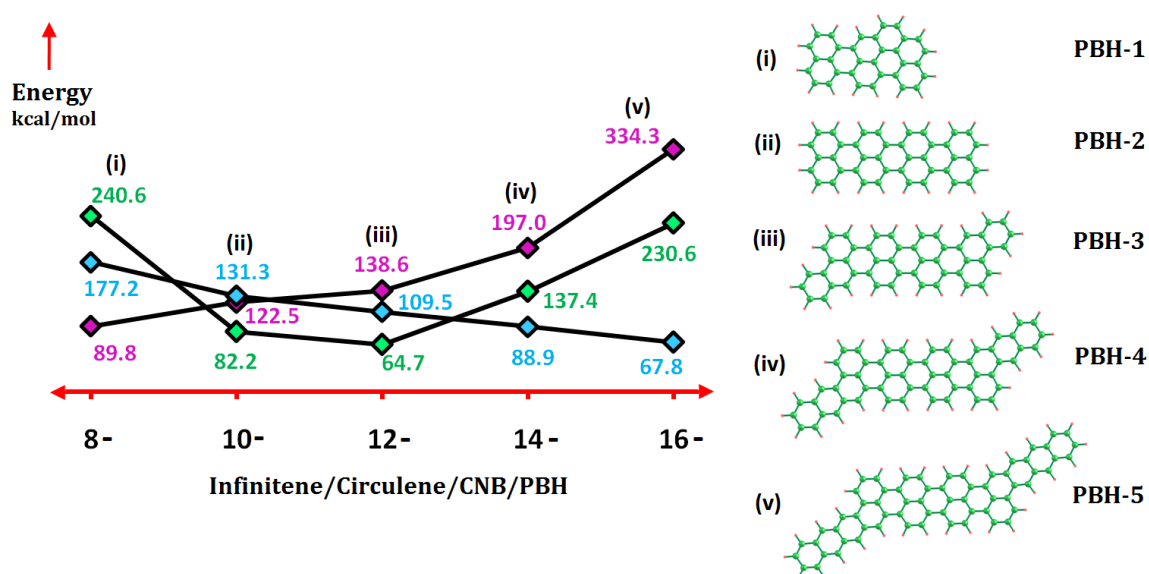 Energy
kcal/mol
(i)
240.6
177.2
89.8
(ii)
131.3
122.5
82.2
(iii)
138.6
109.5
64.7
(iv)
197.0
137.4
88.9
(v)
334.3
230.6
67.8
8-
10-
12-
14-
16-
Infinitene/Circulene/CNB/PBH
(i)
PBH-1
(ii)
PBH-2
(iii)
PBH-3
(iv)
PBH-4
(v)
PBH-5